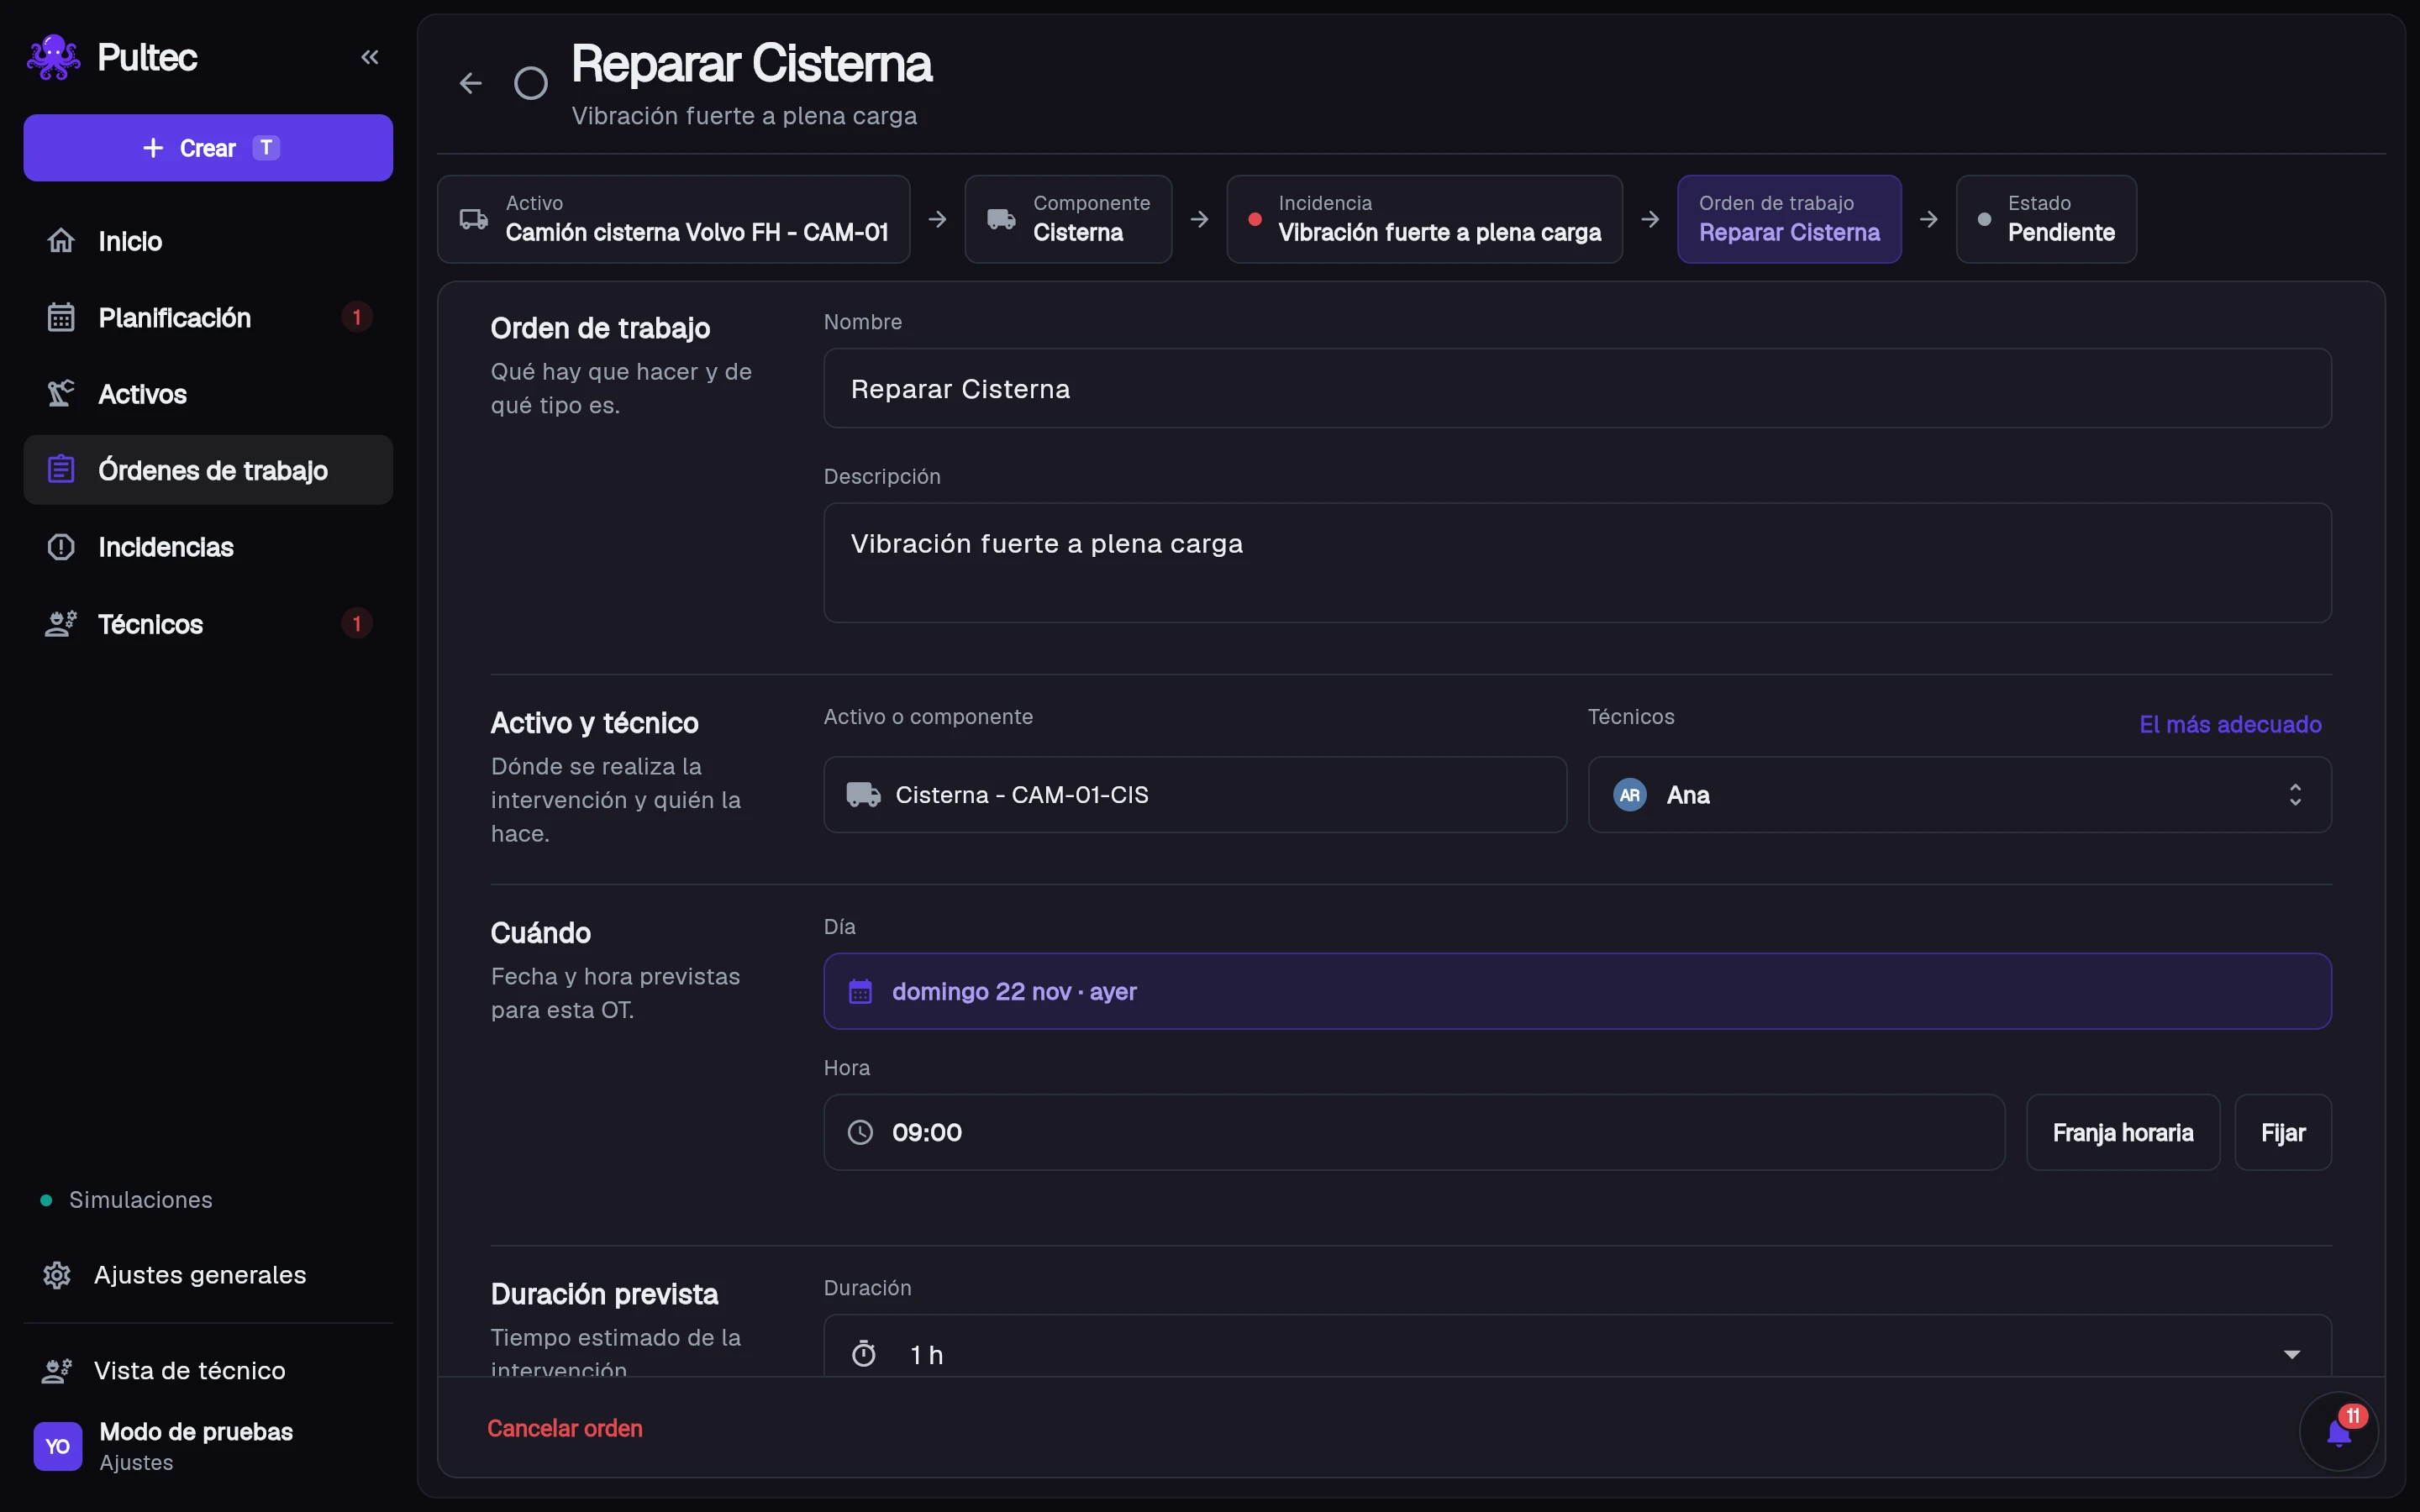 Pultec
Crear T
Inicio
Planificación 1
Activos
Órdenes de trabajo
Incidencias
Técnicos 1
Simulaciones
Ajustes generales
Vista de técnico
YO
Modo de pruebas
Ajustes
Reparar Cisterna
Vibración fuerte a plena carga
Activo
Camión cisterna Volvo FH - CAM-01
Componente
Cisterna
Incidencia
Vibración fuerte a plena carga
Orden de trabajo
Reparar Cisterna
Estado
Pendiente
Orden de trabajo
Qué hay que hacer y de
qué tipo es.
Nombre
Reparar Cisterna
Descripción
Vibración fuerte a plena carga
Activo y técnico
Dónde se realiza la
intervención y quién la
hace.
Activo o componente
Cisterna - CAM-01-CIS
Técnicos
El más adecuado
AR Ana
Cuándo
Fecha y hora previstas
para esta OT.
Día
domingo 22 nov · ayer
Hora
09:00
Franja horaria
Fijar
Duración prevista
Tiempo estimado de la
intervención
Duración
1 h
Cancelar orden
11